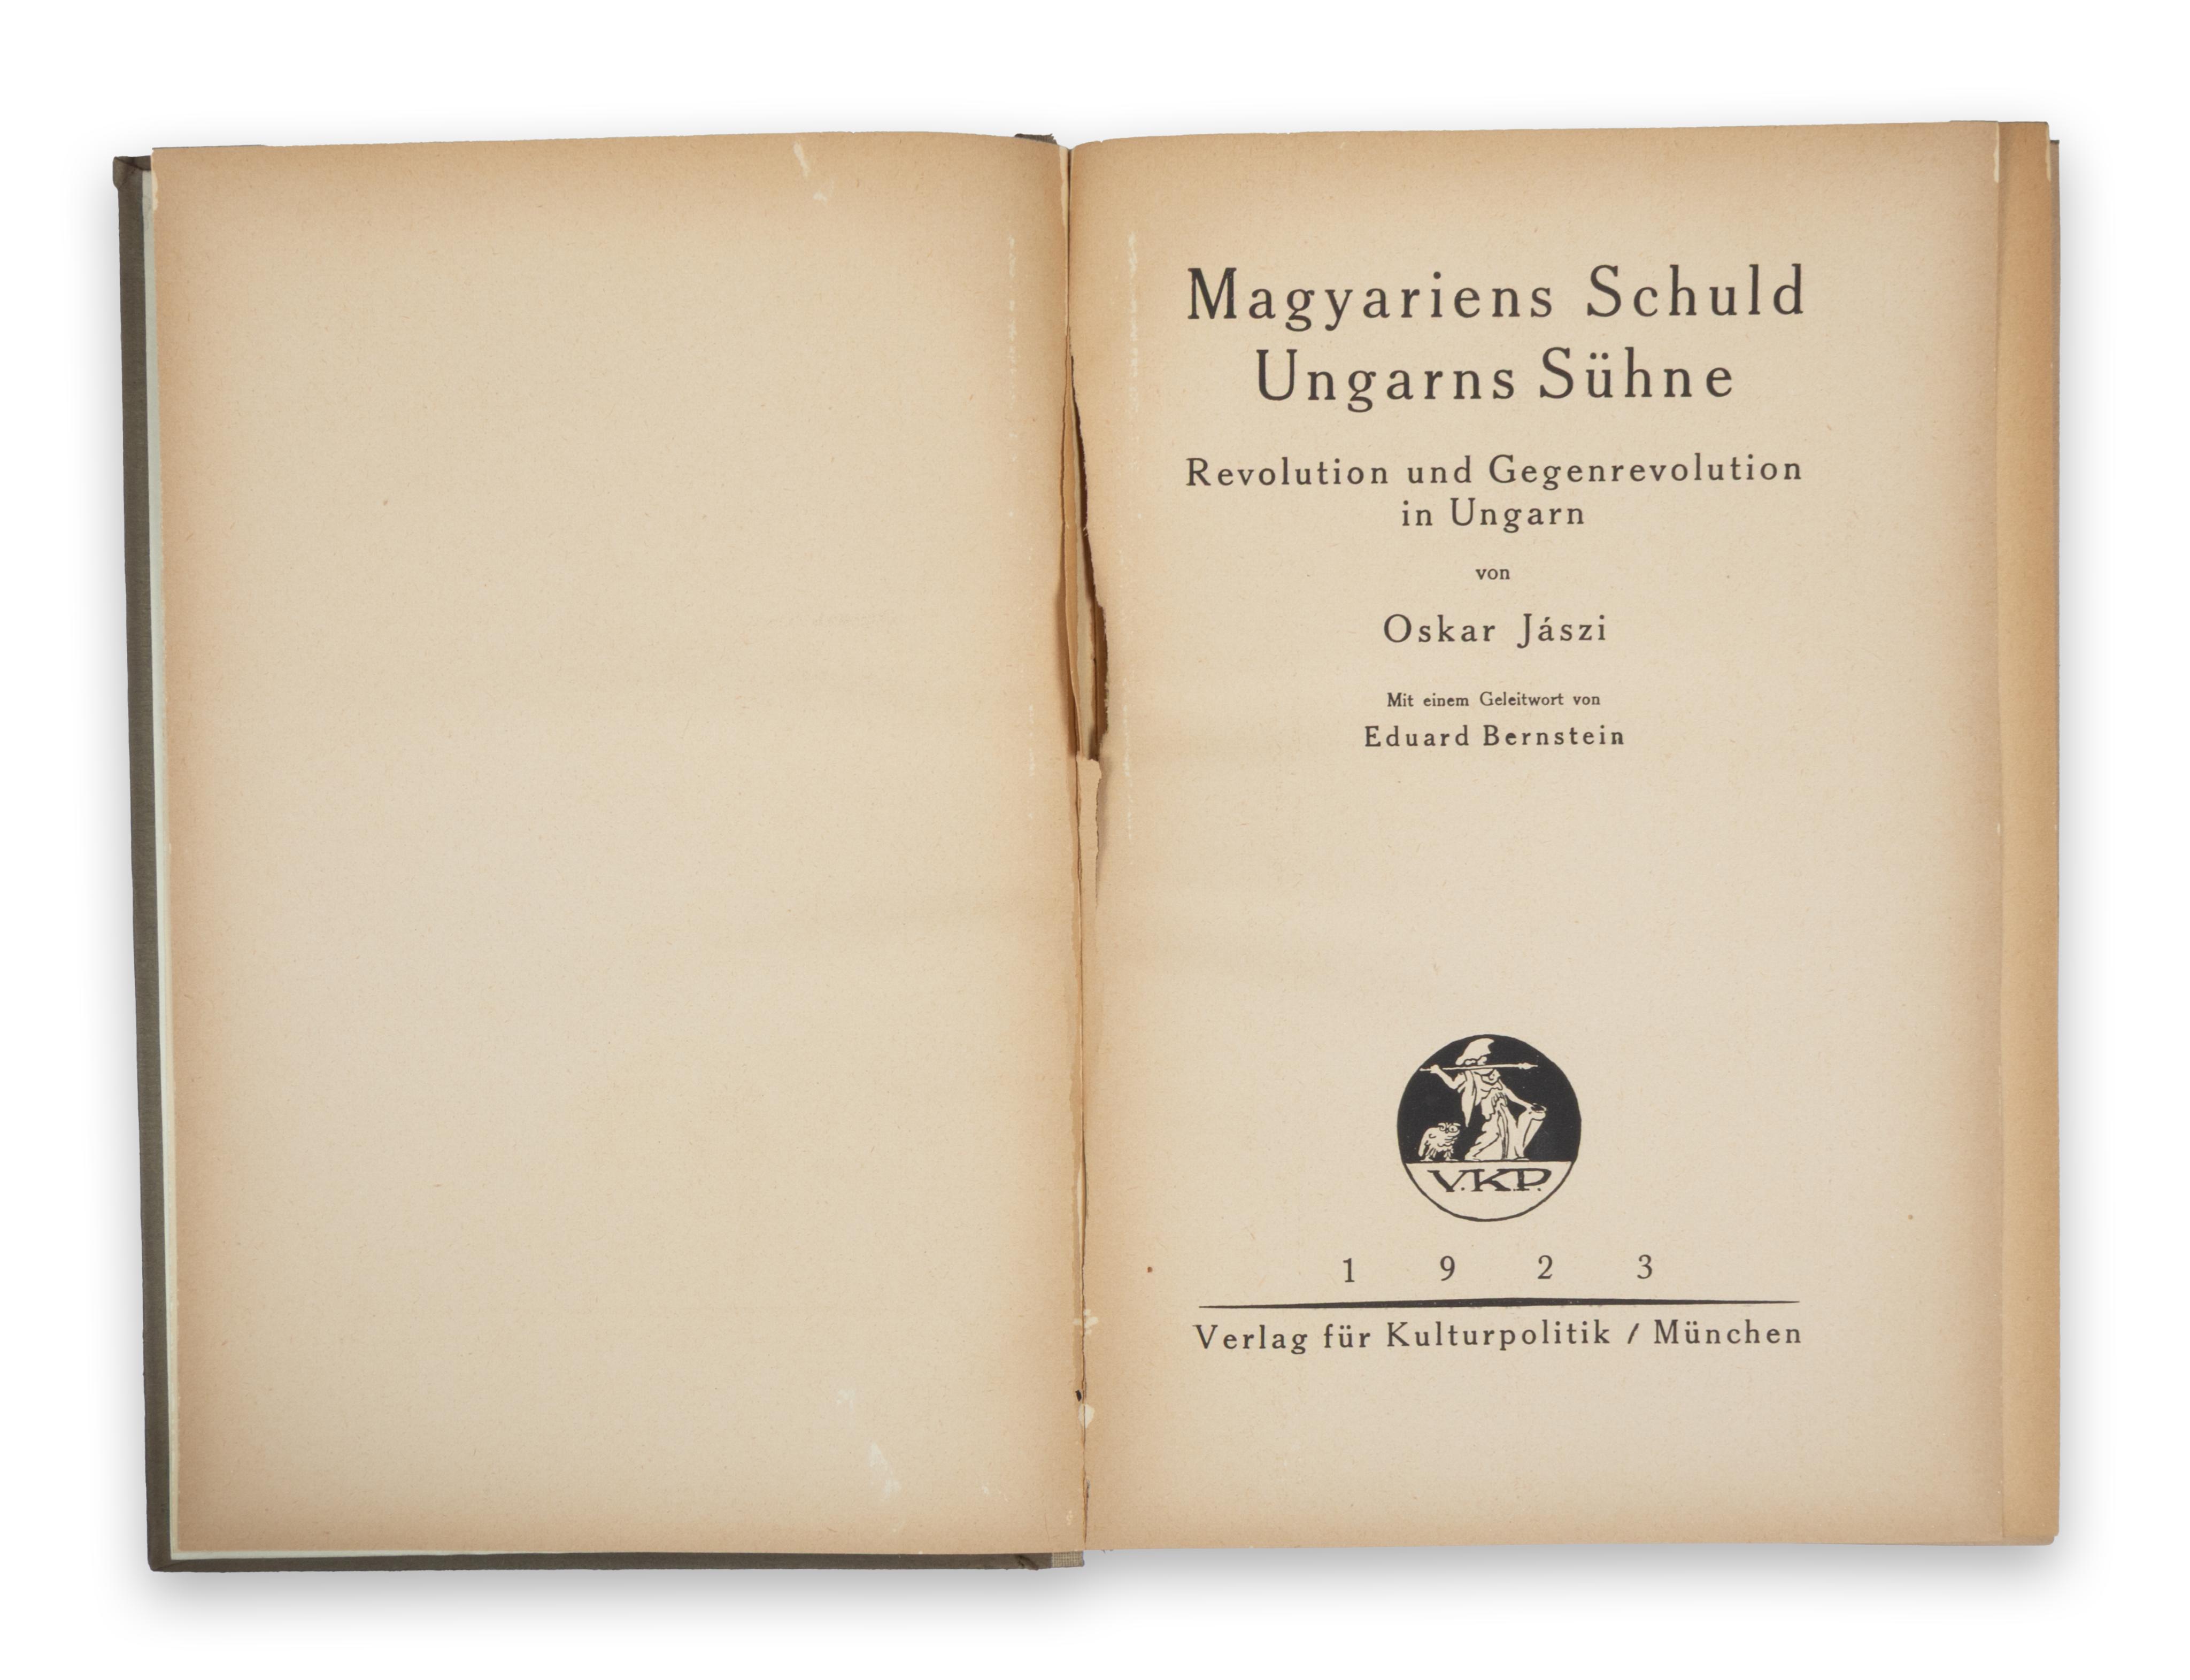 Magyariens Schuld
Ungarns Sühne
Revolution und Gegenrevolution
in Ungarn
von
Oskar Jászi
Mit einem Geleitwort von
Eduard Bernstein
V.K.P.
1 9 2 3
Verlag für Kulturpolitik / München